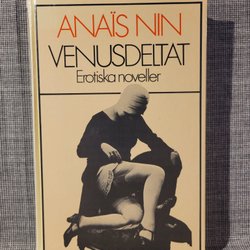 ANAÏS NIN
VENUSDELTAT
Erotiska noveller